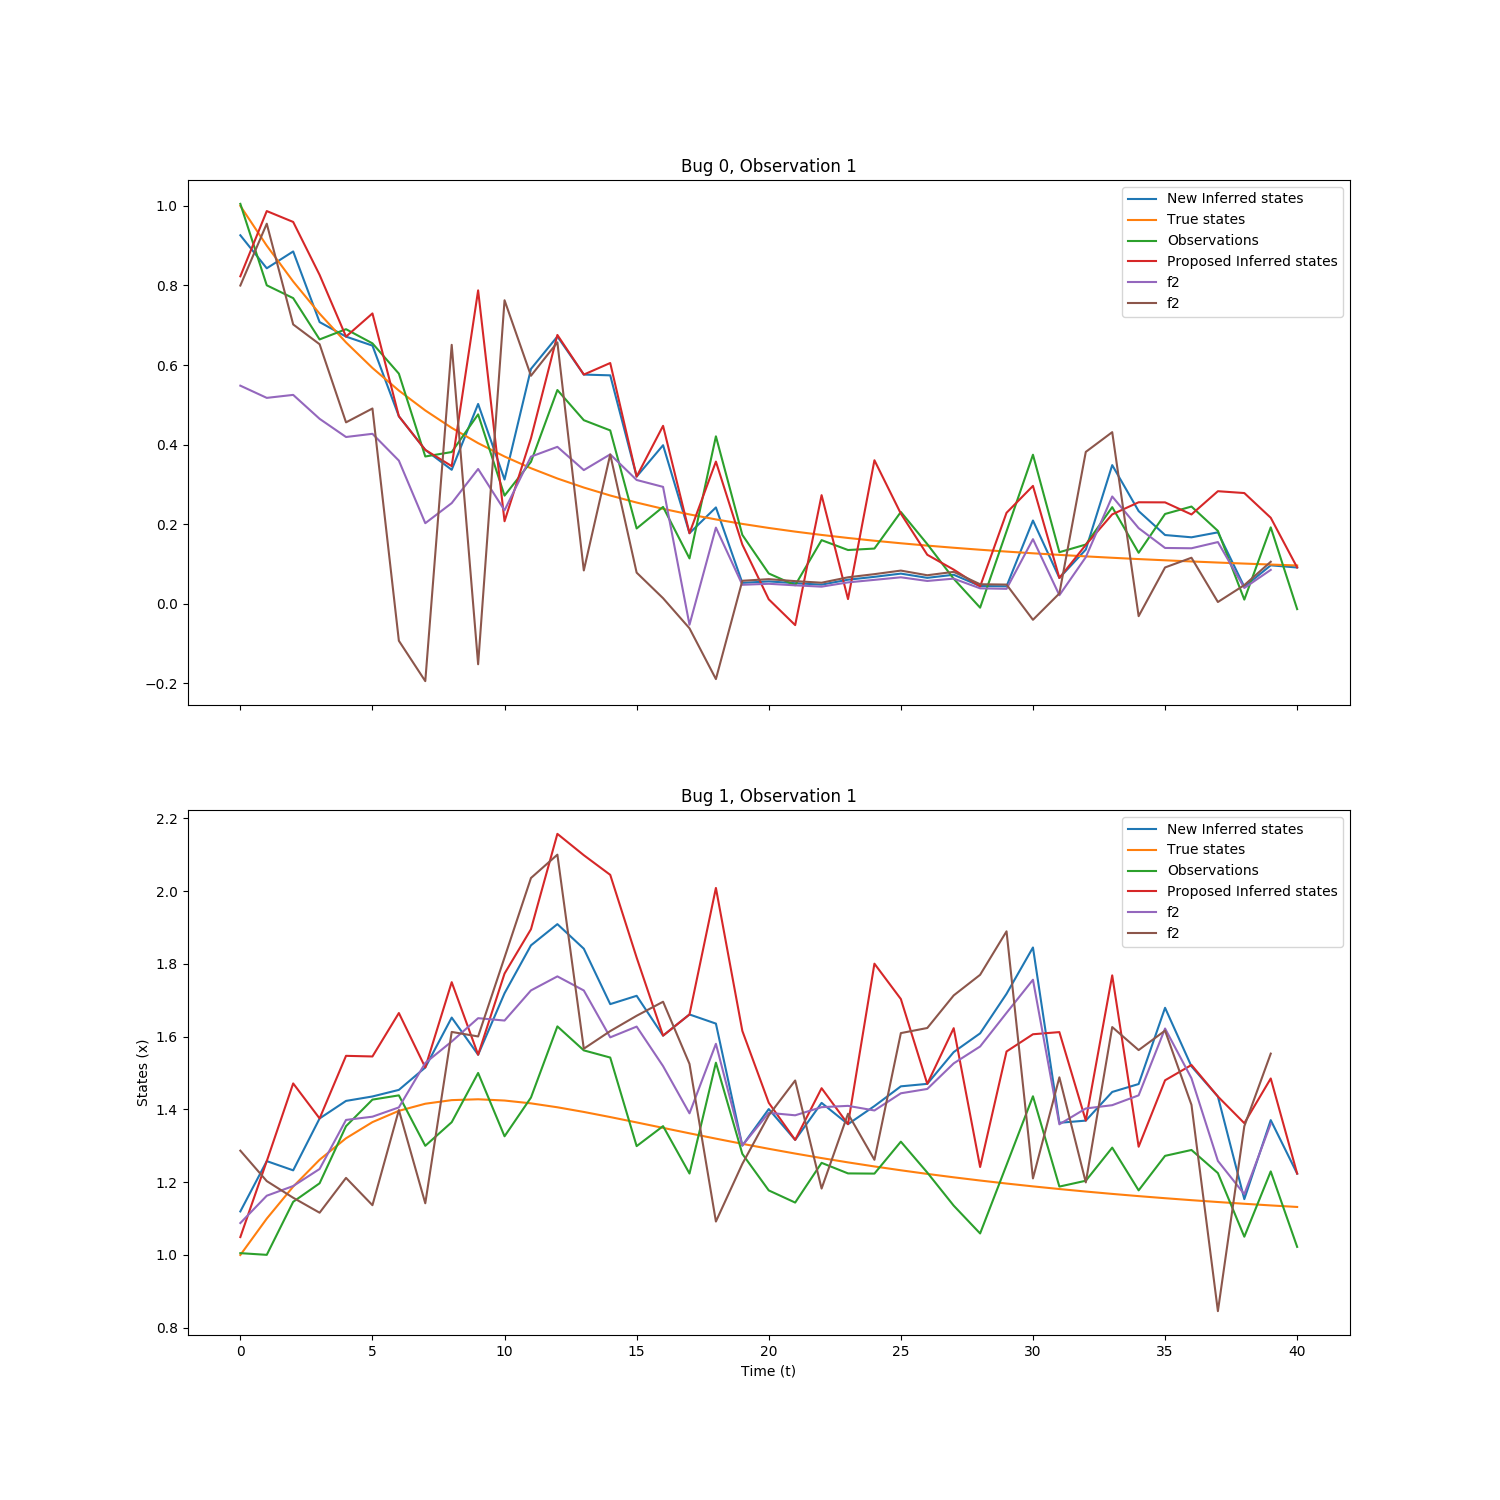 Bug 0, Observation 1
1.0
0.8
0.6
0.4
0.2
0.0
−0.2
New Inferred states
True states
Observations
Proposed Inferred states
f2
f2
Bug 1, Observation 1
States (x)
2.2
2.0
1.8
1.6
1.4
1.2
1.0
0.8
New Inferred states
True states
Observations
Proposed Inferred states
f2
f2
0 5 10 15 20 25 30 35 40
Time (t)